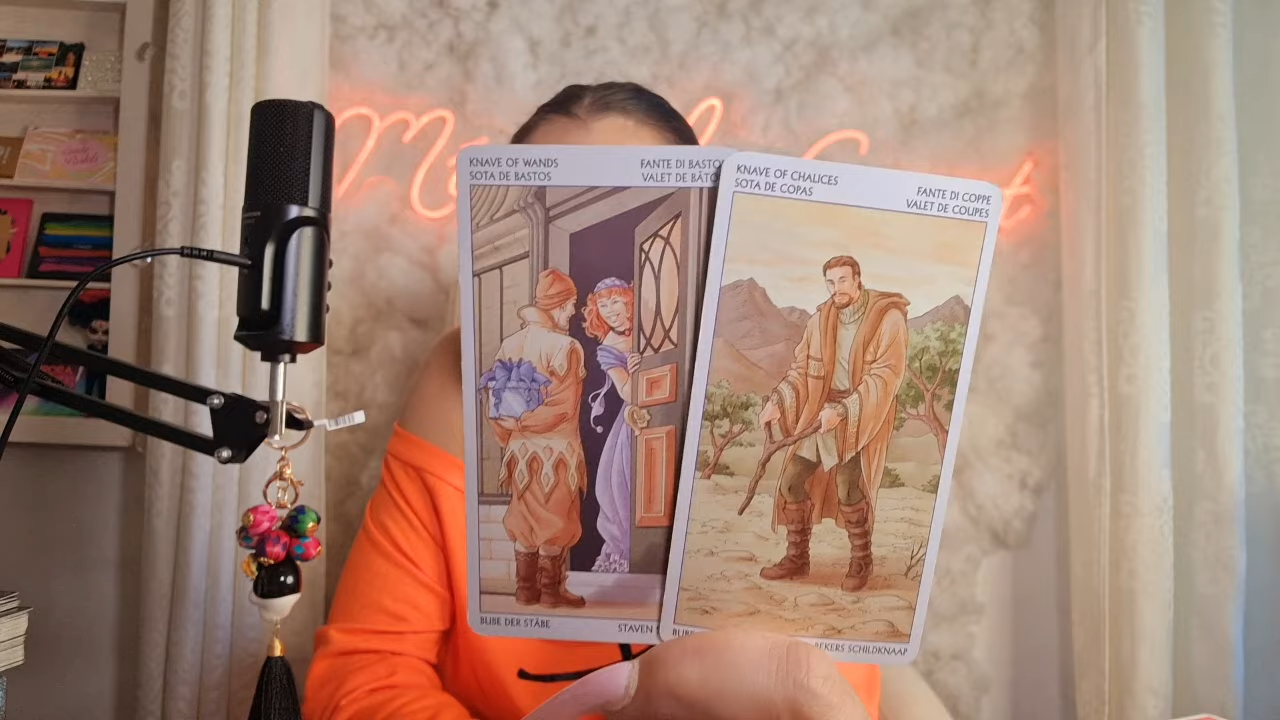 KNAVE OF WANDS
SOTA DE BASTOS
FANTE DI BASTO
VALET DE BÂTO
BUBE DER STÄBE
STAVEN
KNAVE OF CHALICES
SOTA DE COPAS
FANTE DI COPPE
VALET DE COUPES
BEKERS SCHILDKNAAP